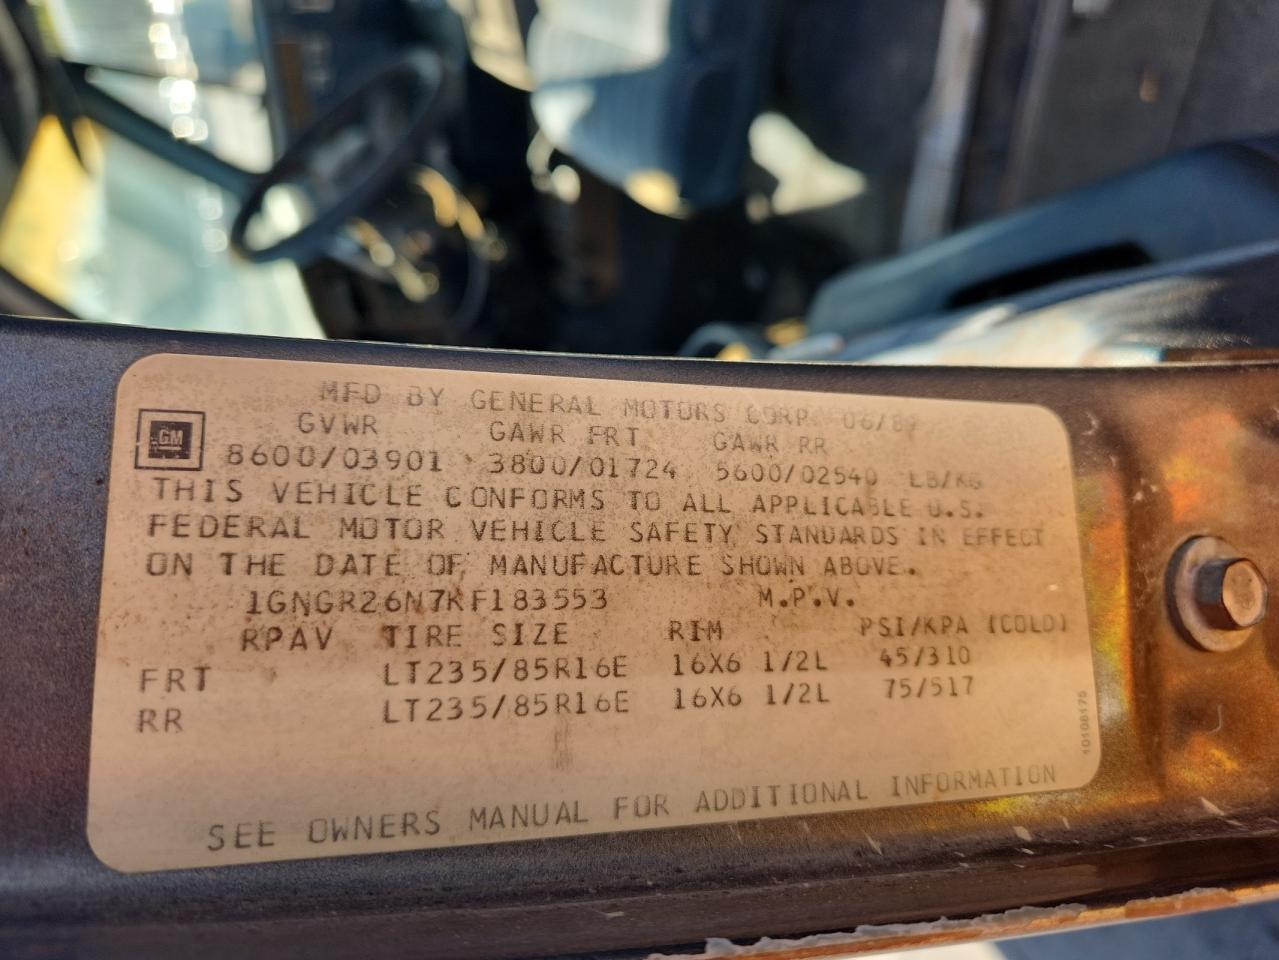 MFD BY GENERAL MOTORS CORP 06/89
GVWR GAWR FRT GAWR RR
GM
8600/03901 3800/01724 5600/02540 LB/KG
THIS VEHICLE CONFORMS TO ALL APPLICABLE U.S.
FEDERAL MOTOR VEHICLE SAFETY STANDARDS IN EFFECT
ON THE DATE OF MANUFACTURE SHOWN ABOVE.
1GNGR26N7KF183553 M.P.V.
RPAV TIRE SIZE RIM PSI/KPA (COLD)
FRT LT235/85R16E 16X6 1/2L 45/310
RR LT235/85R16E 16X6 1/2L 75/517
10108175
SEE OWNERS MANUAL FOR ADDITIONAL INFORMATION